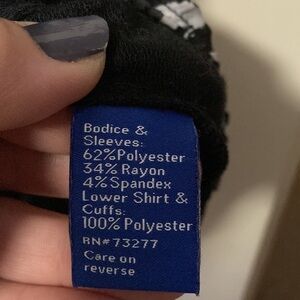 Bodice &
Sleeves:
62%Polyester
34%Rayon
4%Spandex
Lower Shirt &
Cuffs:
100%Polyester
RN#73277
Care on
reverse